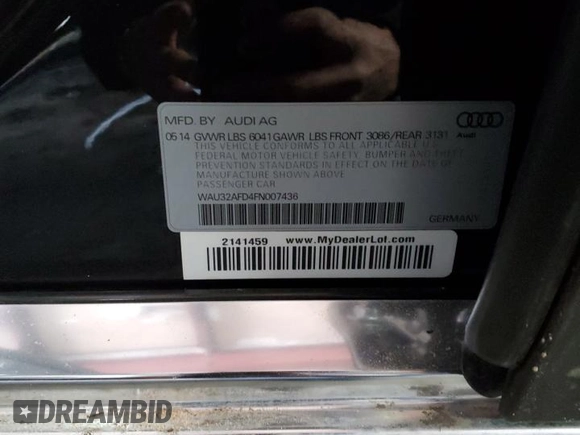 MFD. BY AUDI AG
05 14 GVWR LBS 6041 GAWR LBS FRONT 3086/REAR 3131
Audi
THIS VEHICLE CONFORMS TO ALL APPLICABLE
FEDERAL MOTOR VEHICLE SAFETY, BUMPER AND THEFT
PREVENTION STANDARDS IN EFFECT ON THE DATE OF
MANUFACTURE SHOWN ABOVE
PASSENGER CAR
WAU32AFD4FN007436
GERMANY
2141459 www.MyDealerLot.com
DREAMBID